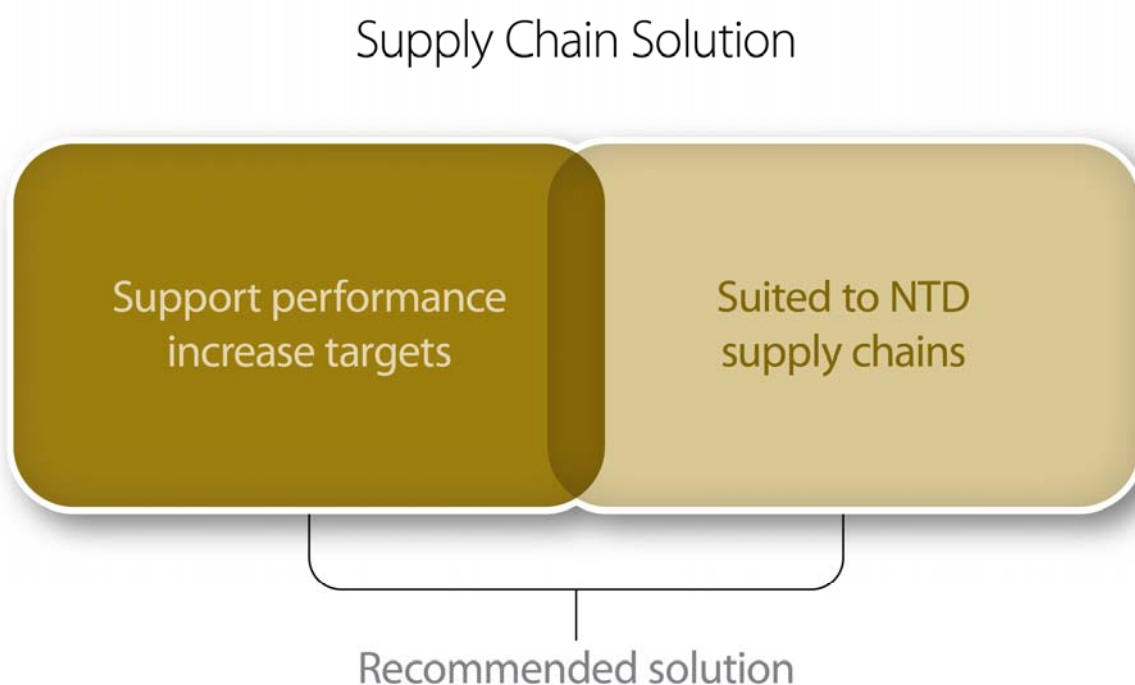 Supply Chain Solution
Support performance
increase targets
Suited to NTD
supply chains
Recommended solution